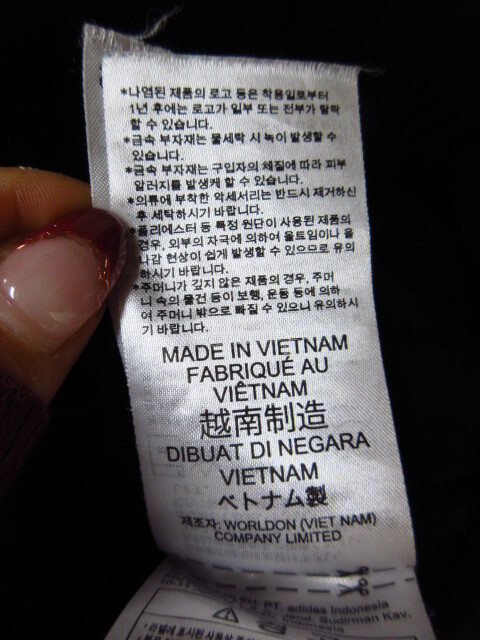 *나염된 제품의 로고 등은 착용일로부터
1년 후에는 로고가 일부 또는 전부가 탈락
할 수 있습니다.
*금속 부자재는 물세탁 시 녹이 발생할 수
있습니다.
*금속 부자재는 구입자의 체질에 따라 피부
알러지를 발생케 할 수 있습니다.
*의류에 부착한 악세서리는 반드시 제거하신
후 세탁하시기 바랍니다.
*폴리에스터 등 특정 원단이 사용된 제품의
경우, 외부의 자극에 의하여 올트임이나 올
나감 현상이 쉽게 발생할 수 있으므로 유의
하시기 바랍니다.
*주머니가 깊지 않은 제품의 경우, 주머
니 속의 물건 등이 보행, 운동 등에 의하
여 주머니 밖으로 빠질 수 있으니 유의하시
기 바랍니다.
MADE IN VIETNAM
FABRIQUÉ AU
VIÊTNAM
越南制造
DIBUAT DI NEGARA
VIETNAM
ベトナム製
제조자: WORLDON (VIET NAM)
COMPANY LIMITED
PT. adidas Indonesia
Jend. Sudirman Kav.